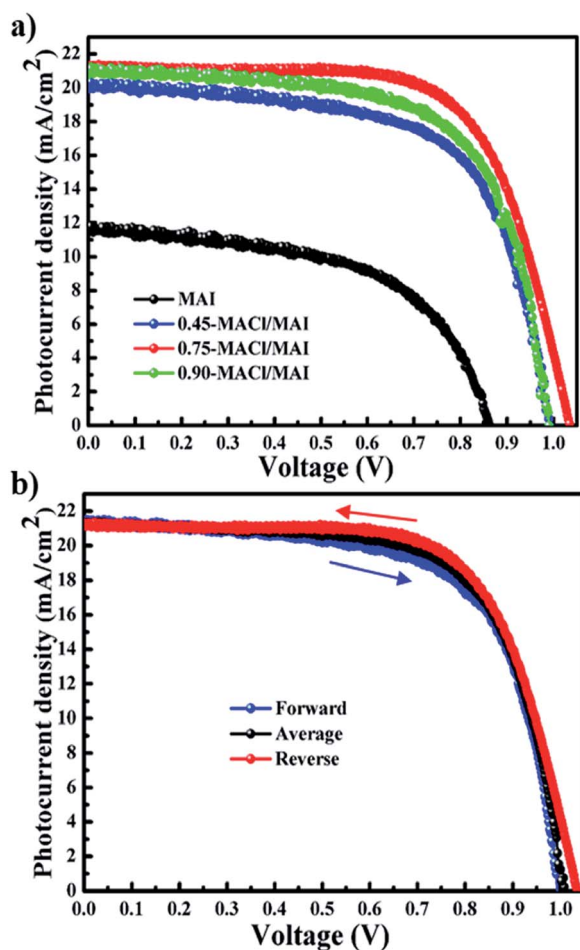 a)
Photocurrent density (mA/cm²)
22
20
18
16
14
12
10
8
6
4
2
0
MAI
0.45-MACl/MAI
0.75-MACl/MAI
0.90-MACl/MAI
0.0 0.1 0.2 0.3 0.4 0.5 0.6 0.7 0.8 0.9 1.0
Voltage (V)
b)
Photocurrent density (mA/cm²)
22
20
18
16
14
12
10
8
6
4
2
0
Forward
Average
Reverse
0.0 0.1 0.2 0.3 0.4 0.5 0.6 0.7 0.8 0.9 1.0
Voltage (V)